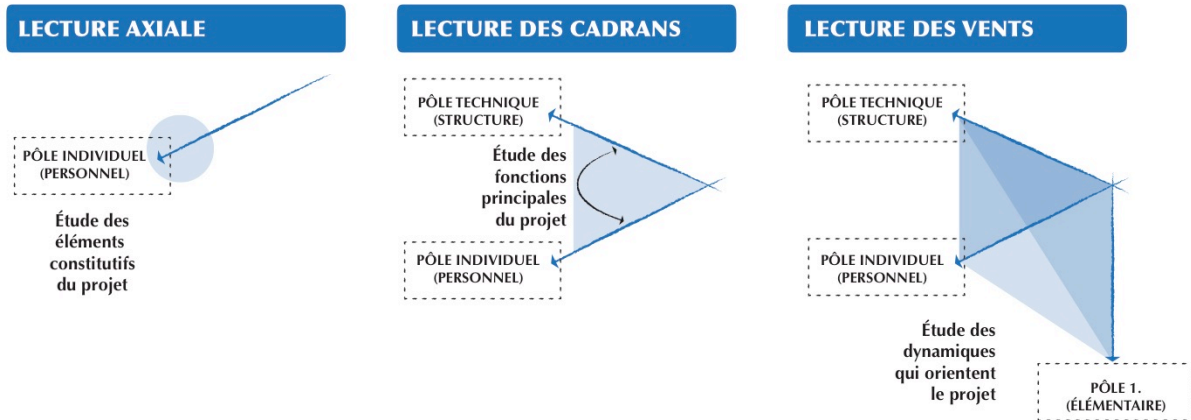 LECTURE AXIALE
PÔLE INDIVIDUEL
(PERSONNEL)
Étude des
éléments
constitutifs
du projet
LECTURE DES CADRANS
PÔLE TECHNIQUE
(STRUCTURE)
Étude des
fonctions
principales
du projet
PÔLE INDIVIDUEL
(PERSONNEL)
LECTURE DES VENTS
PÔLE TECHNIQUE
(STRUCTURE)
PÔLE INDIVIDUEL
(PERSONNEL)
Étude des
dynamiques
qui orientent
le projet
PÔLE 1.
(ÉLÉMENTAIRE)